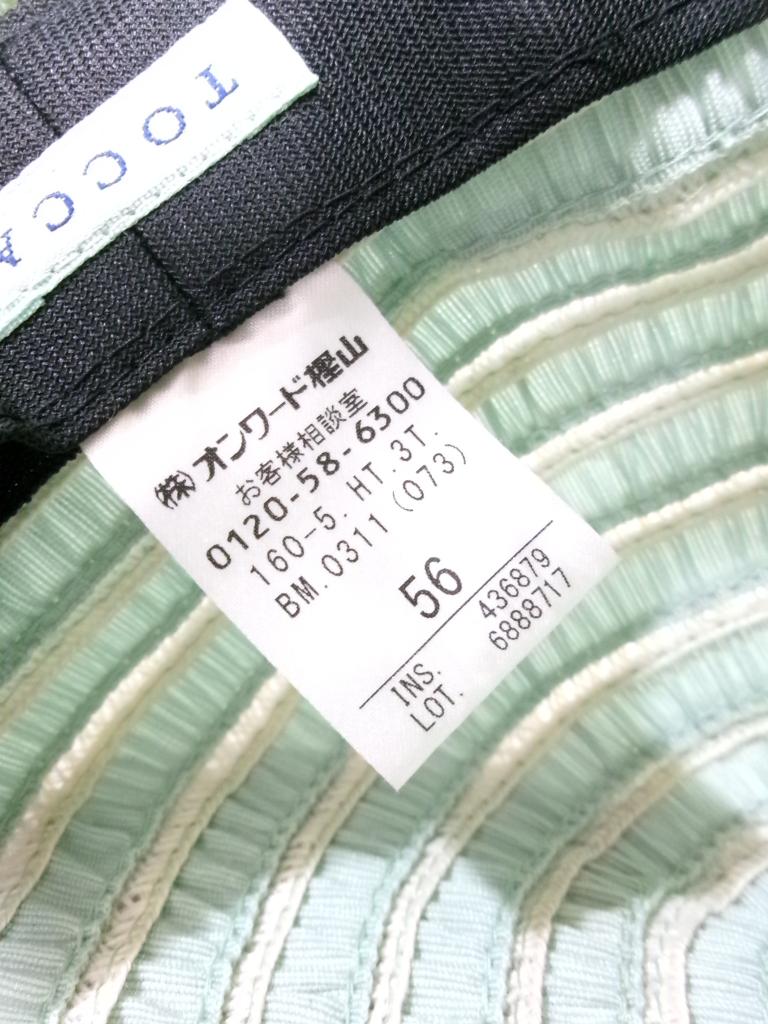 TOCCA
(株)オンワード樫山
お客様相談室
0120-58-6300
160-5. HT. 3T.
BM. 0311 (073)
56
INS. 436879
LOT. 6888717